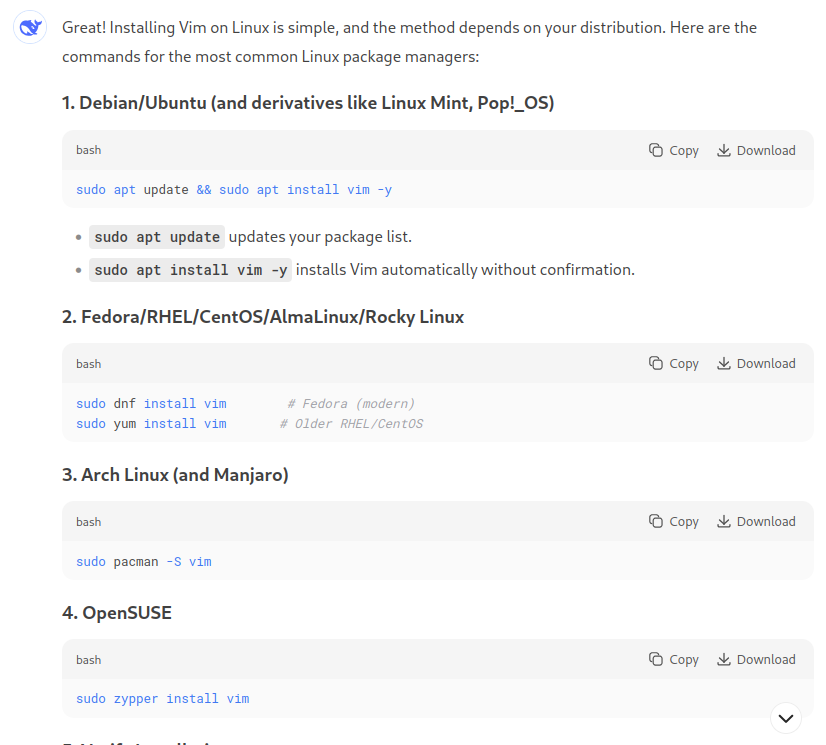 Great! Installing Vim on Linux is simple, and the method depends on your distribution. Here are the
commands for the most common Linux package managers:
1. Debian/Ubuntu (and derivatives like Linux Mint, Pop!_OS)
bash
Copy
Download
sudo apt update && sudo apt install vim -y
• sudo apt update updates your package list.
• sudo apt install vim -y installs Vim automatically without confirmation.
2. Fedora/RHEL/CentOS/AlmaLinux/Rocky Linux
bash
Copy
Download
sudo dnf install vim        # Fedora (modern)
sudo yum install vim       # Older RHEL/CentOS
3. Arch Linux (and Manjaro)
bash
Copy
Download
sudo pacman -S vim
4. OpenSUSE
bash
Copy
Download
sudo zypper install vim